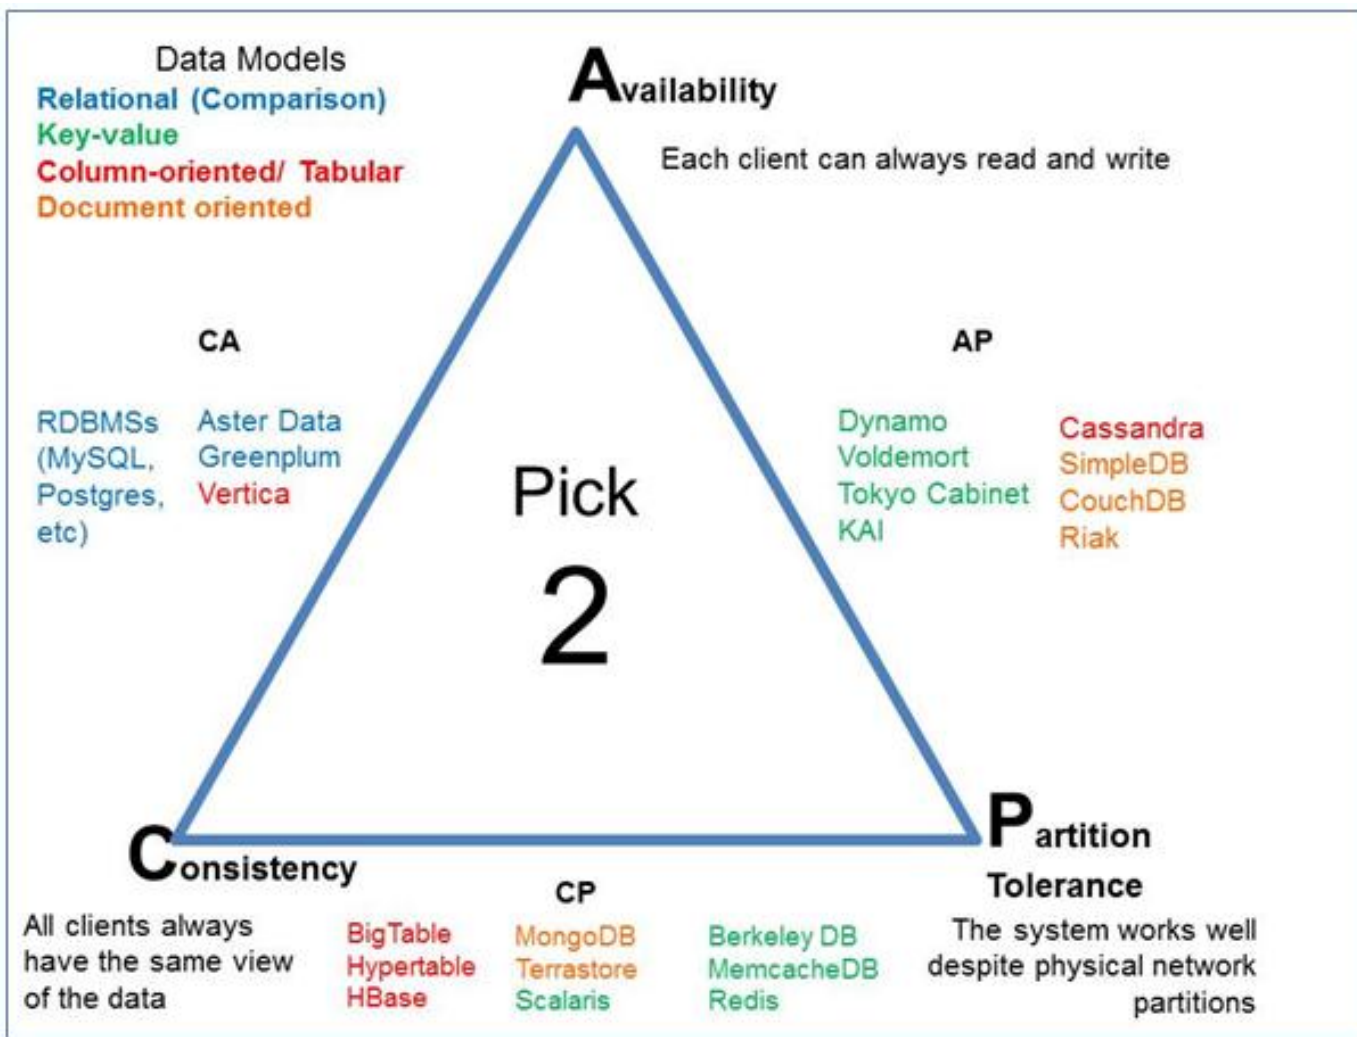 Data Models
Relational (Comparison)
Key-value
Column-oriented/ Tabular
Document oriented
Availability
Each client can always read and write
CA
RDBMSs
(MySQL,
Postgres,
etc)
Aster Data
Greenplum
Vertica
Pick
2
AP
Dynamo
Voldemort
Tokyo Cabinet
KAI
Cassandra
SimpleDB
CouchDB
Riak
Consistency
All clients always
have the same view
of the data
CP
BigTable
Hypertable
HBase
MongoDB
Terrastore
Scalaris
Berkeley DB
MemcacheDB
Redis
Partition
Tolerance
The system works well
despite physical network
partitions